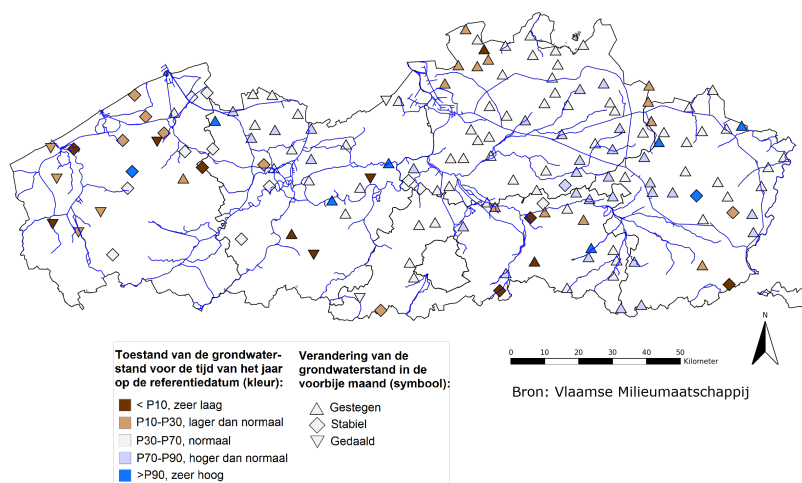 N
0 10 20 30 40 50
Kilometer
Bron: Vlaamse Milieumaatschappij
Toestand van de grondwater-
stand voor de tijd van het jaar
op de referentiedatum (kleur):
< P10, zeer laag
P10-P30, lager dan normaal
P30-P70, normaal
P70-P90, hoger dan normaal
>P90, zeer hoog
Verandering van de
grondwaterstand in de
voorbije maand (symbool):
Gestegen
Stabiel
Gedaald